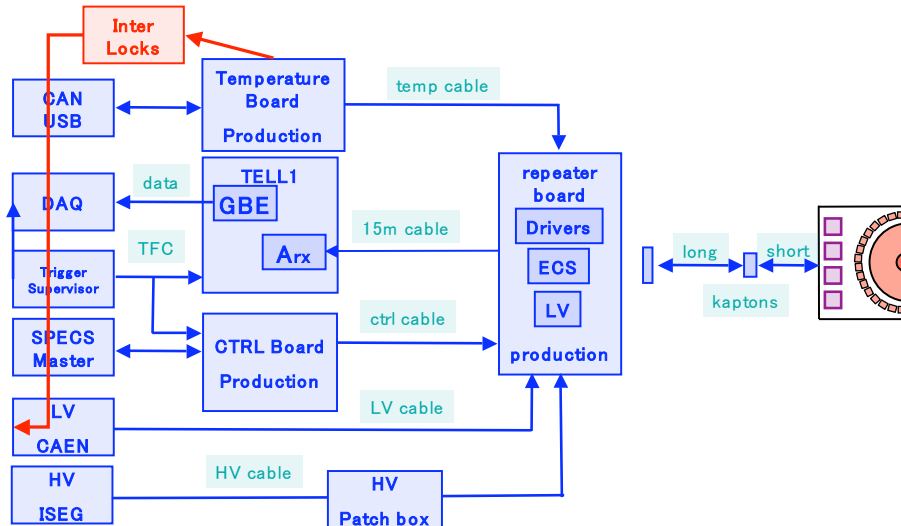 Inter
Locks
CAN
USB
Temperature
Board
Production
temp cable
TELL1
GBE
data
DAQ
Arx
15m cable
TFC
Trigger
Supervisor
repeater
board
Drivers
ECS
LV
production
long
short
kaptons
SPECS
Master
CTRL Board
Production
ctrl cable
LV
CAEN
LV cable
HV
ISEG
HV cable
HV
Patch box